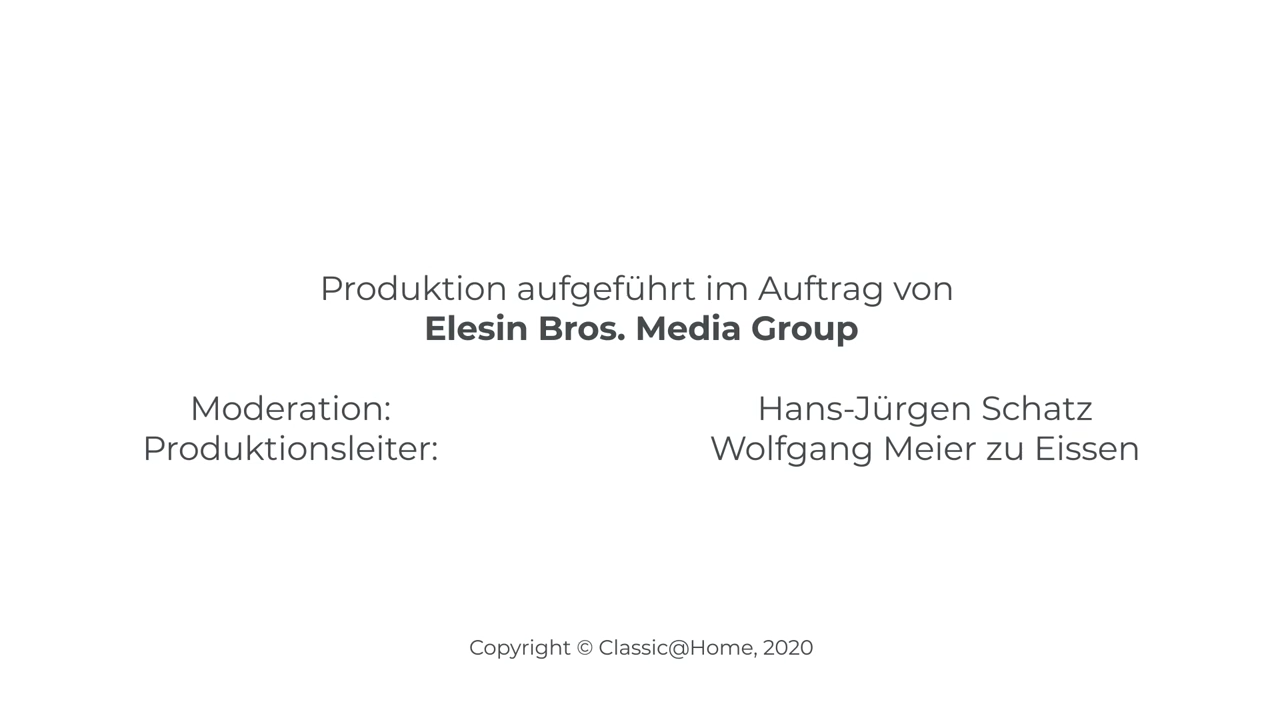 Produktion aufgeführt im Auftrag von
Elesin Bros. Media Group
Moderation: Hans-Jürgen Schatz
Produktionsleiter: Wolfgang Meier zu Eissen
Copyright © Classic@Home, 2020